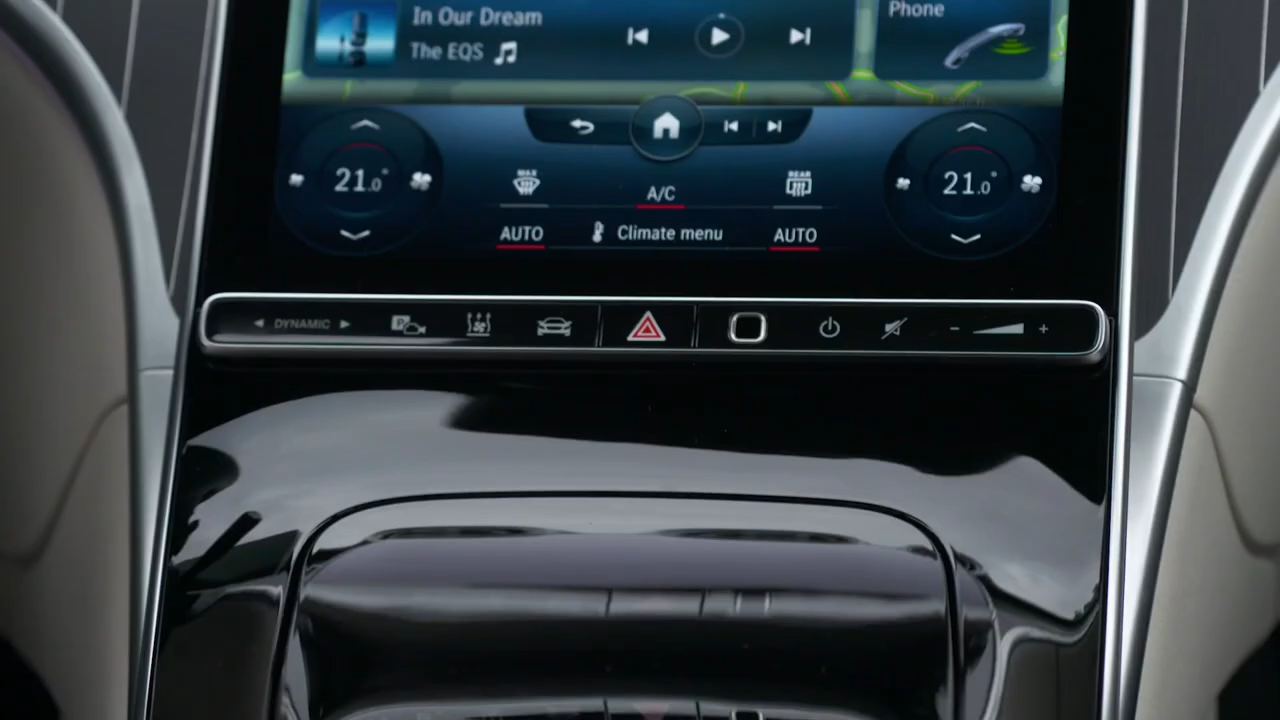 In Our Dream
The EQS
Phone
21.0°
MAX
A/C
REAR
21.0°
AUTO
Climate menu
AUTO
DYNAMIC
P